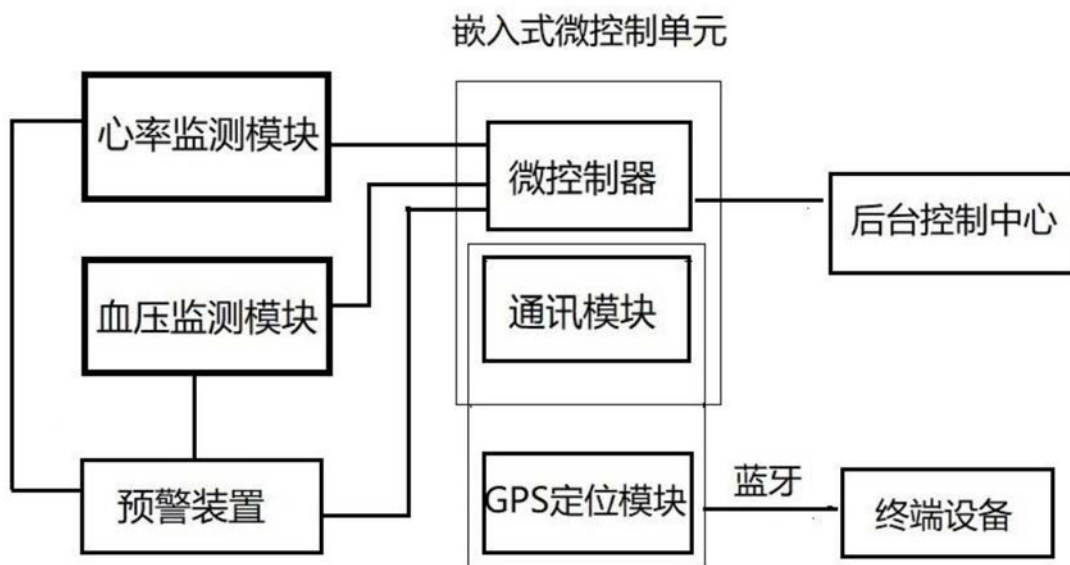 嵌入式微控制单元
心率监测模块
微控制器
后台控制中心
血压监测模块
通讯模块
预警装置
GPS定位模块
蓝牙
终端设备